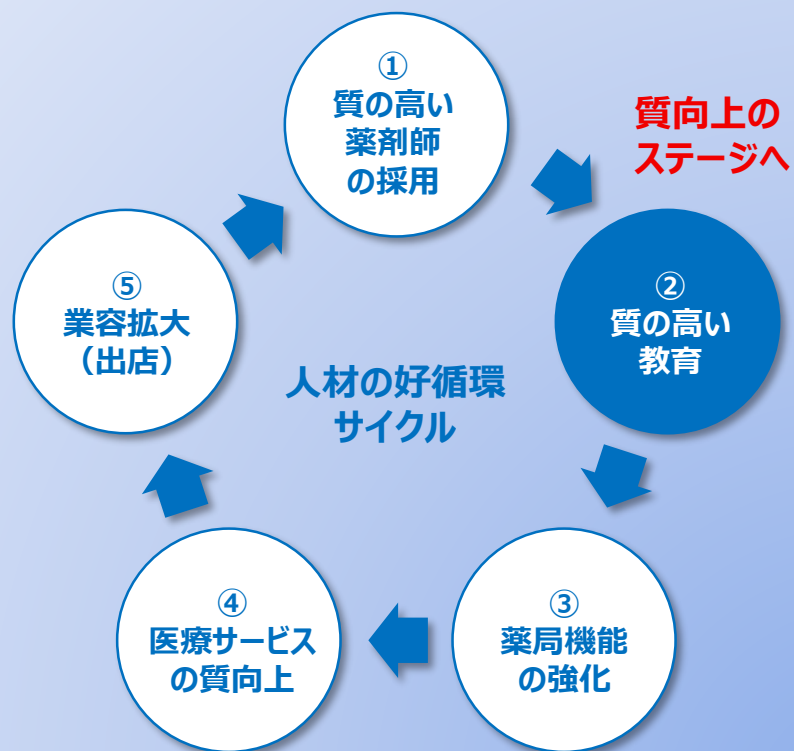 ①
質の高い
薬剤師
の採用
質向上の
ステージへ
②
質の高い
教育
③
薬局機能
の強化
④
医療サービス
の質向上
⑤
業容拡大
（出店）
人材の好循環
サイクル